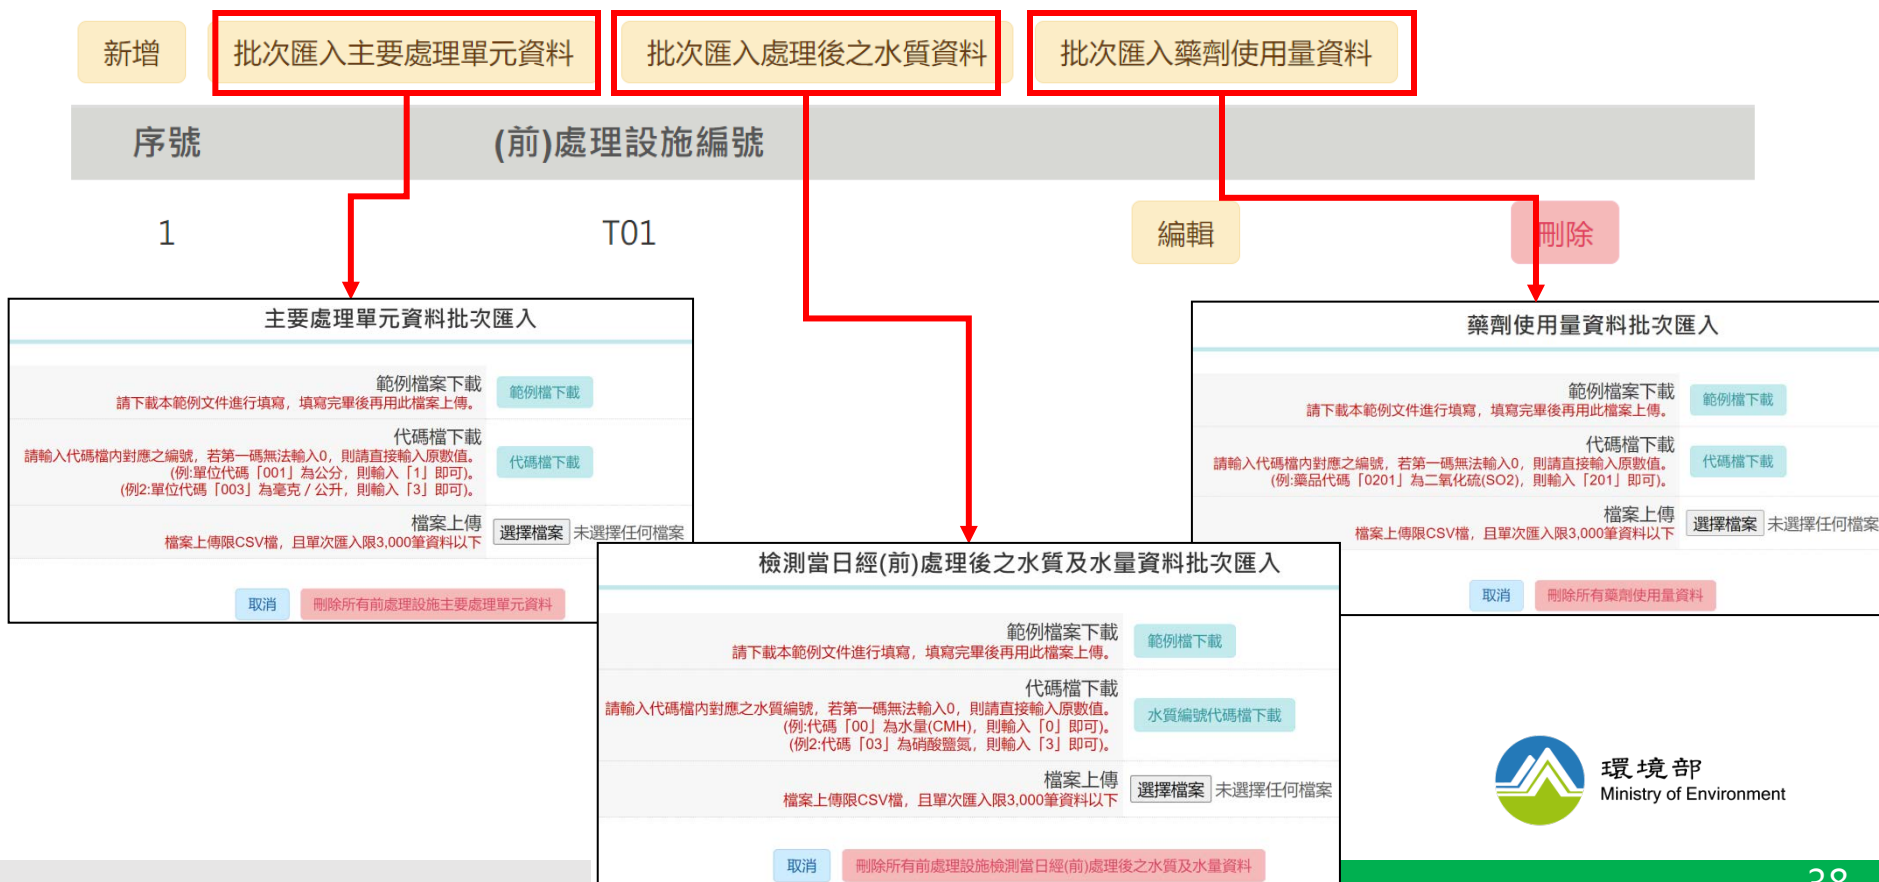 新增
批次匯入主要處理單元資料
批次匯入處理後之水質資料
批次匯入藥劑使用量資料
序號
(前)處理設施編號
1
T01
編輯
刪除
主要處理單元資料批次匯入
範例檔案下載
請下載本範例文件進行填寫，填寫完畢後再用此檔案上傳。
範例檔下載
代碼檔下載
請輸入代碼檔內對應之編號，若第一碼無法輸入0，則請直接輸入原數值。
(例:單位代碼「001」為公分，則輸入「1」即可)。
(例2:單位代碼「003」為毫克／公升，則輸入「3」即可)。
代碼檔下載
檔案上傳
檔案上傳限CSV檔，且單次匯入限3,000筆資料以下
選擇檔案 未選擇任何檔案
取消
刪除所有前處理設施主要處理單元資料
檢測當日經(前)處理後之水質及水量資料批次匯入
範例檔案下載
請下載本範例文件進行填寫，填寫完畢後再用此檔案上傳。
範例檔下載
代碼檔下載
請輸入代碼檔內對應之水質編號，若第一碼無法輸入0，則請直接輸入原數值。
(例:代碼「00」為水量(CMH)，則輸入「0」即可)。
(例2:代碼「03」為硝酸鹽氮，則輸入「3」即可)。
水質編號代碼檔下載
檔案上傳
檔案上傳限CSV檔，且單次匯入限3,000筆資料以下
選擇檔案 未選擇任何檔案
取消
刪除所有前處理設施檢測當日經(前)處理後之水質及水量資料
藥劑使用量資料批次匯入
範例檔案下載
請下載本範例文件進行填寫，填寫完畢後再用此檔案上傳。
範例檔下載
代碼檔下載
請輸入代碼檔內對應之編號，若第一碼無法輸入0，則請直接輸入原數值。
(例:藥品代碼「0201」為二氧化硫(SO2)，則輸入「201」即可)。
代碼檔下載
檔案上傳
檔案上傳限CSV檔，且單次匯入限3,000筆資料以下
選擇檔案 未選擇任何檔案
取消
刪除所有藥劑使用量資料
環境部
Ministry of Environment
38